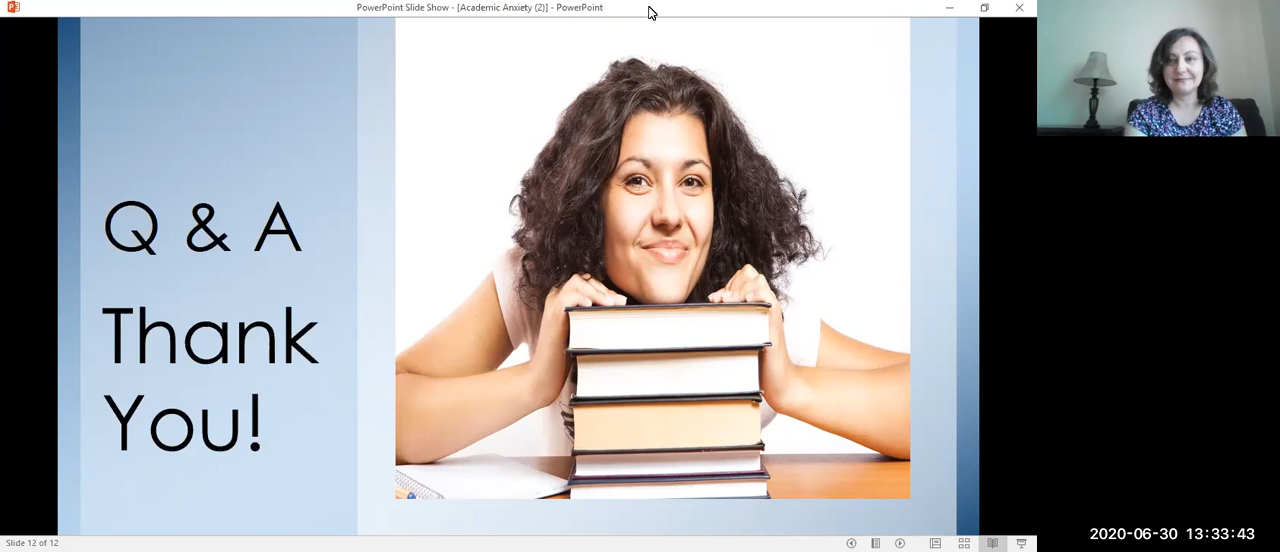 PowerPoint Slide Show - [Academic Anxiety (2)] - PowerPoint
Q & A
Thank
You!
Slide 12 of 12
2020-06-30 13:33:43